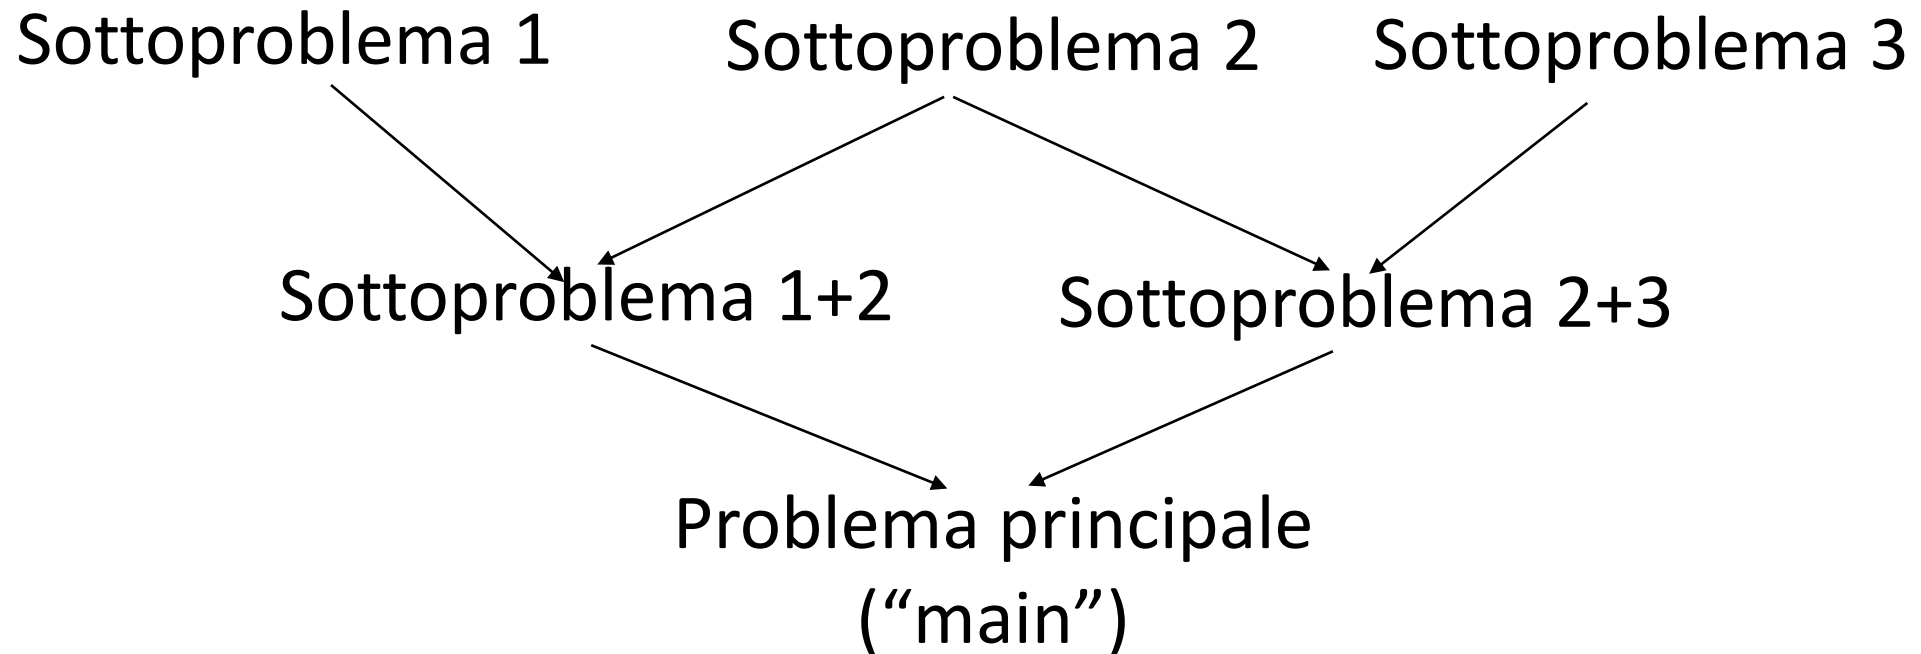 Sottoproblema 1
Sottoproblema 2
Sottoproblema 3
Sottoproblema 1+2
Sottoproblema 2+3
Problema principale
(“main”)